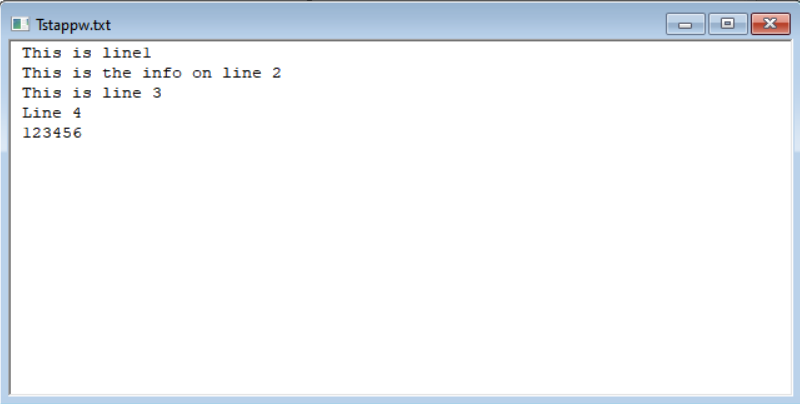 Tstappw.txt
This is line1
This is the info on line 2
This is line 3
Line 4
123456